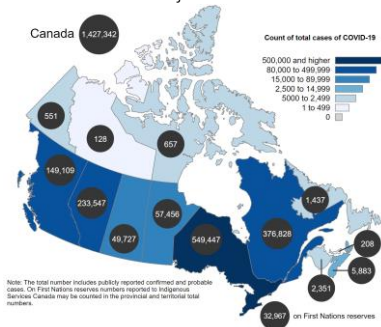 Canada
1,427,342
Count of total cases of COVID-19
500,000 and higher
80,000 to 499,999
15,000 to 89,999
2,500 to 14,999
5000 to 2,499
1 to 499
0
551
128
657
149,109
233,547
49,727
57,456
549,447
376,828
1,437
208
5,883
2,351
Note: The total number includes publicly reported confirmed and probable
cases. On First Nations reserves numbers reported to Indigenous
Services Canada may be counted in the provincial and territorial total
numbers.
32,967 on First Nations reserves